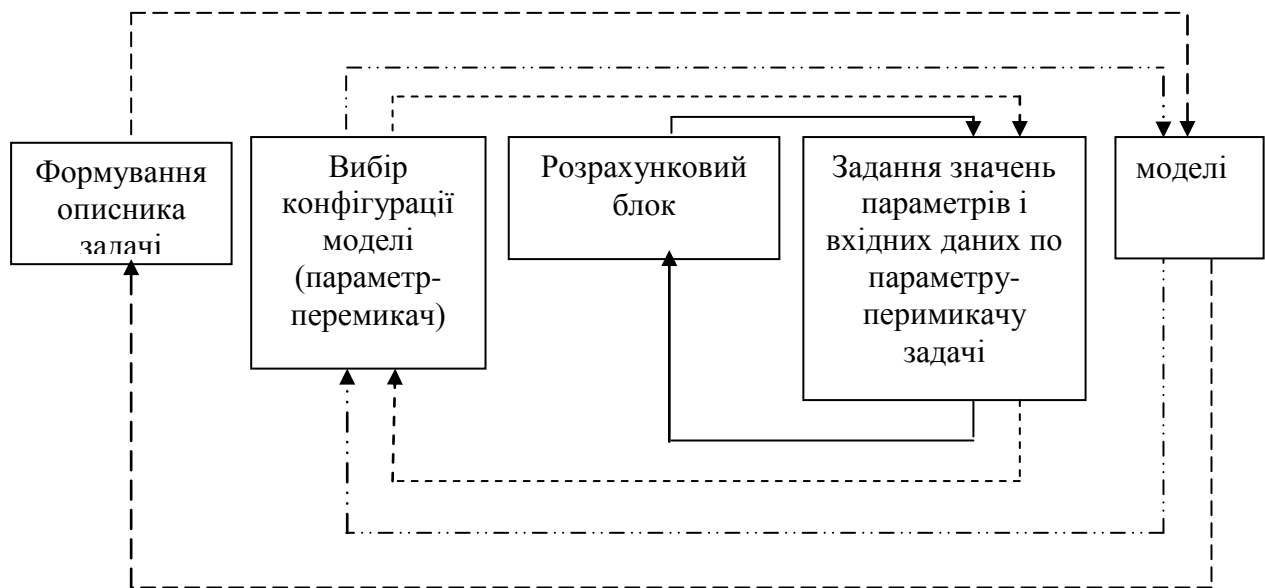 Формування
описника
задачі
Вибір
конфігурації
моделі
(параметр-
перемикач)
Розрахунковий
блок
Задання значень
параметрів і
вхідних даних по
параметру-
перимикачу
задачі
моделі